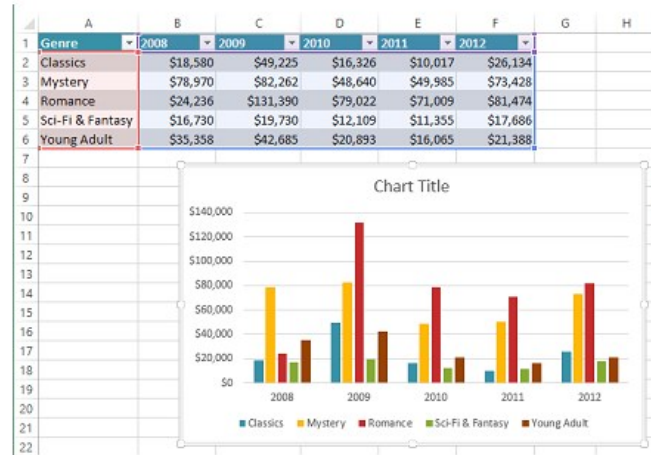 A B C D E F G H
1 Genre 2008 2009 2010 2011 2012
2 Classics $18,580 $49,225 $16,326 $10,017 $26,134
3 Mystery $78,970 $82,262 $48,640 $49,985 $73,428
4 Romance $24,236 $131,390 $79,022 $71,009 $81,474
5 Sci-Fi & Fantasy $16,730 $19,730 $12,109 $11,355 $17,686
6 Young Adult $35,358 $42,685 $20,893 $16,065 $21,388
7
8
9
10
11
12
13
14
15
16
17
18
19
20
21
22
Chart Title
$140,000
$120,000
$100,000
$80,000
$60,000
$40,000
$20,000
$0
2008 2009 2010 2011 2012
Classics Mystery Romance Sci-Fi & Fantasy Young Adult